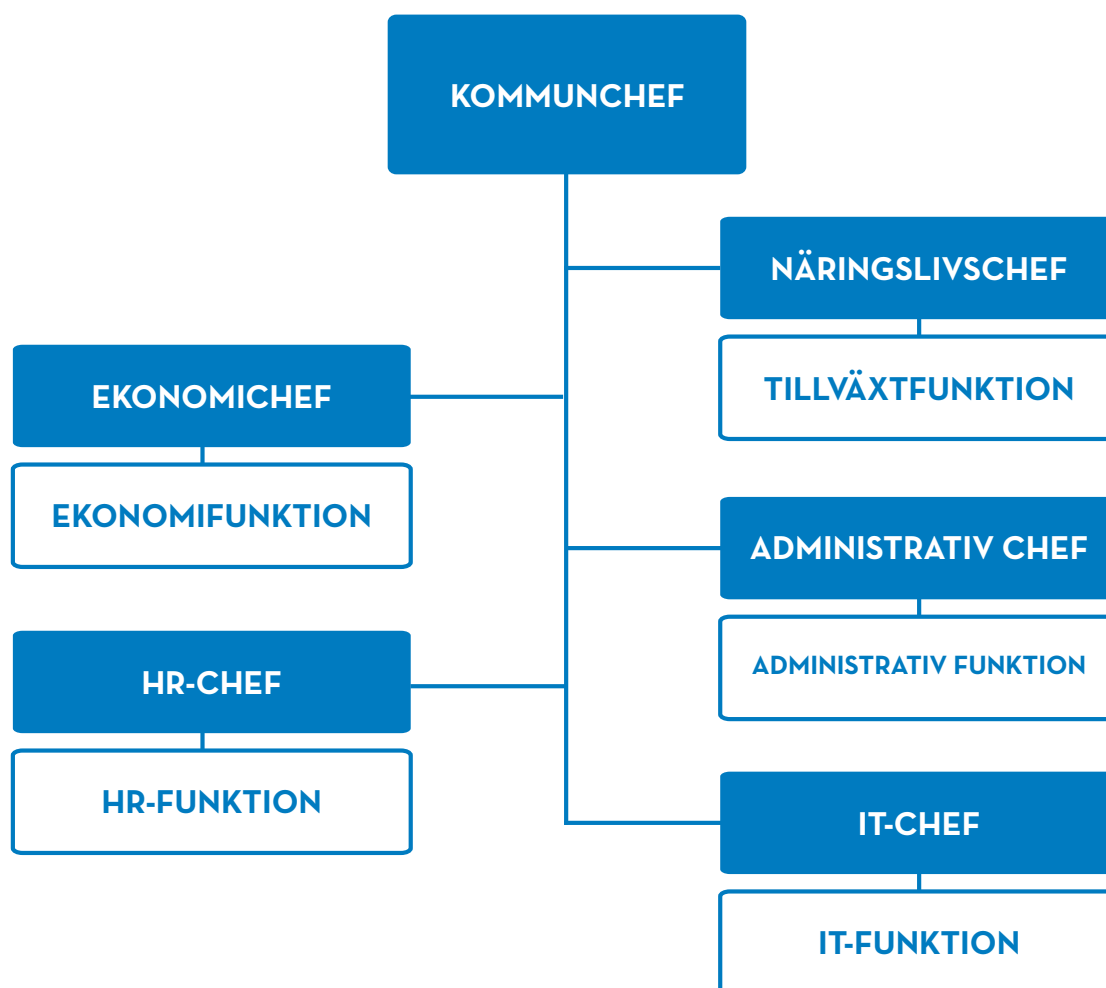 KOMMUNCHEF
NÄRINGSLIVSCHEF
TILLVÄXTFUNKTION
EKONOMICHEF
EKONOMIFUNKTION
ADMINISTRATIV CHEF
ADMINISTRATIV FUNKTION
HR-CHEF
HR-FUNKTION
IT-CHEF
IT-FUNKTION